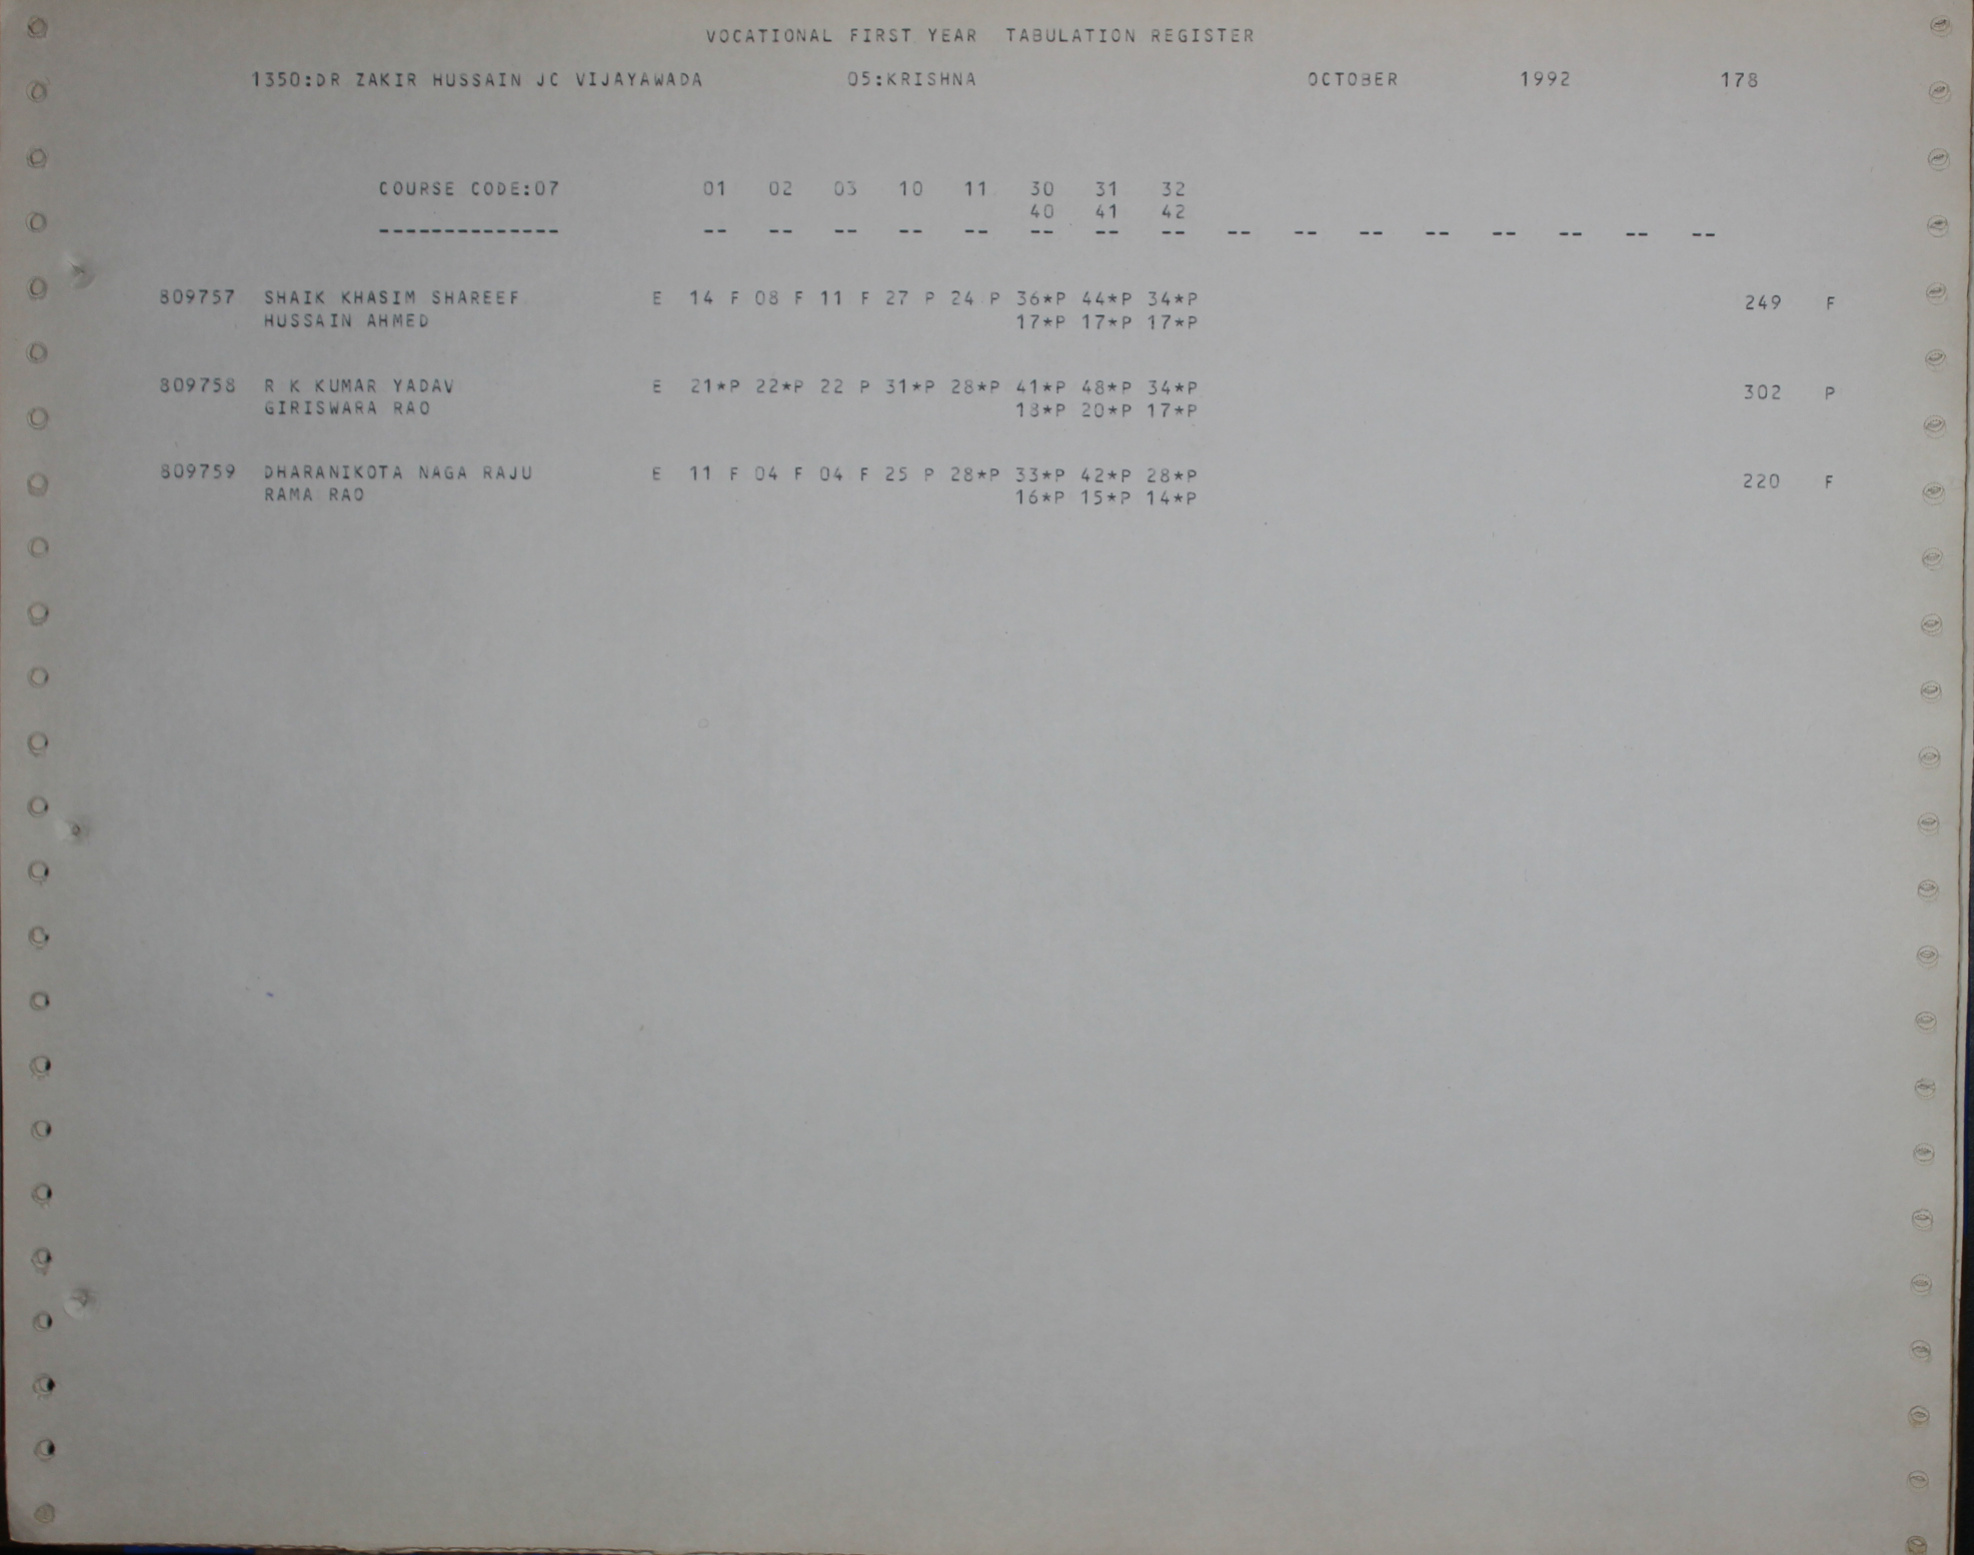 VOCATIONAL FIRST YEAR TABULATION REGISTER
1350:DR ZAKIR HUSSAIN JC VIJAYAWADA 05:KRISHNA OCTOBER 1992 178
COURSE CODE:07 01 02 03 10 11 30 31 32
40 41 42
-------------- -- -- -- -- -- -- -- -- -- -- -- -- -- -- -- --
809757 SHAIK KHASIM SHAREEF E 14 F 08 F 11 F 27 P 24 P 36*P 44*P 34*P 249 F
HUSSAIN AHMED 17*P 17*P 17*P
809758 R K KUMAR YADAV E 21*P 22*P 22 P 31*P 28*P 41*P 48*P 34*P 302 P
GIRISWARA RAO 18*P 20*P 17*P
809759 DHARANIKOTA NAGA RAJU E 11 F 04 F 04 F 25 P 28*P 33*P 42*P 28*P 220 F
RAMA RAO 16*P 15*P 14*P